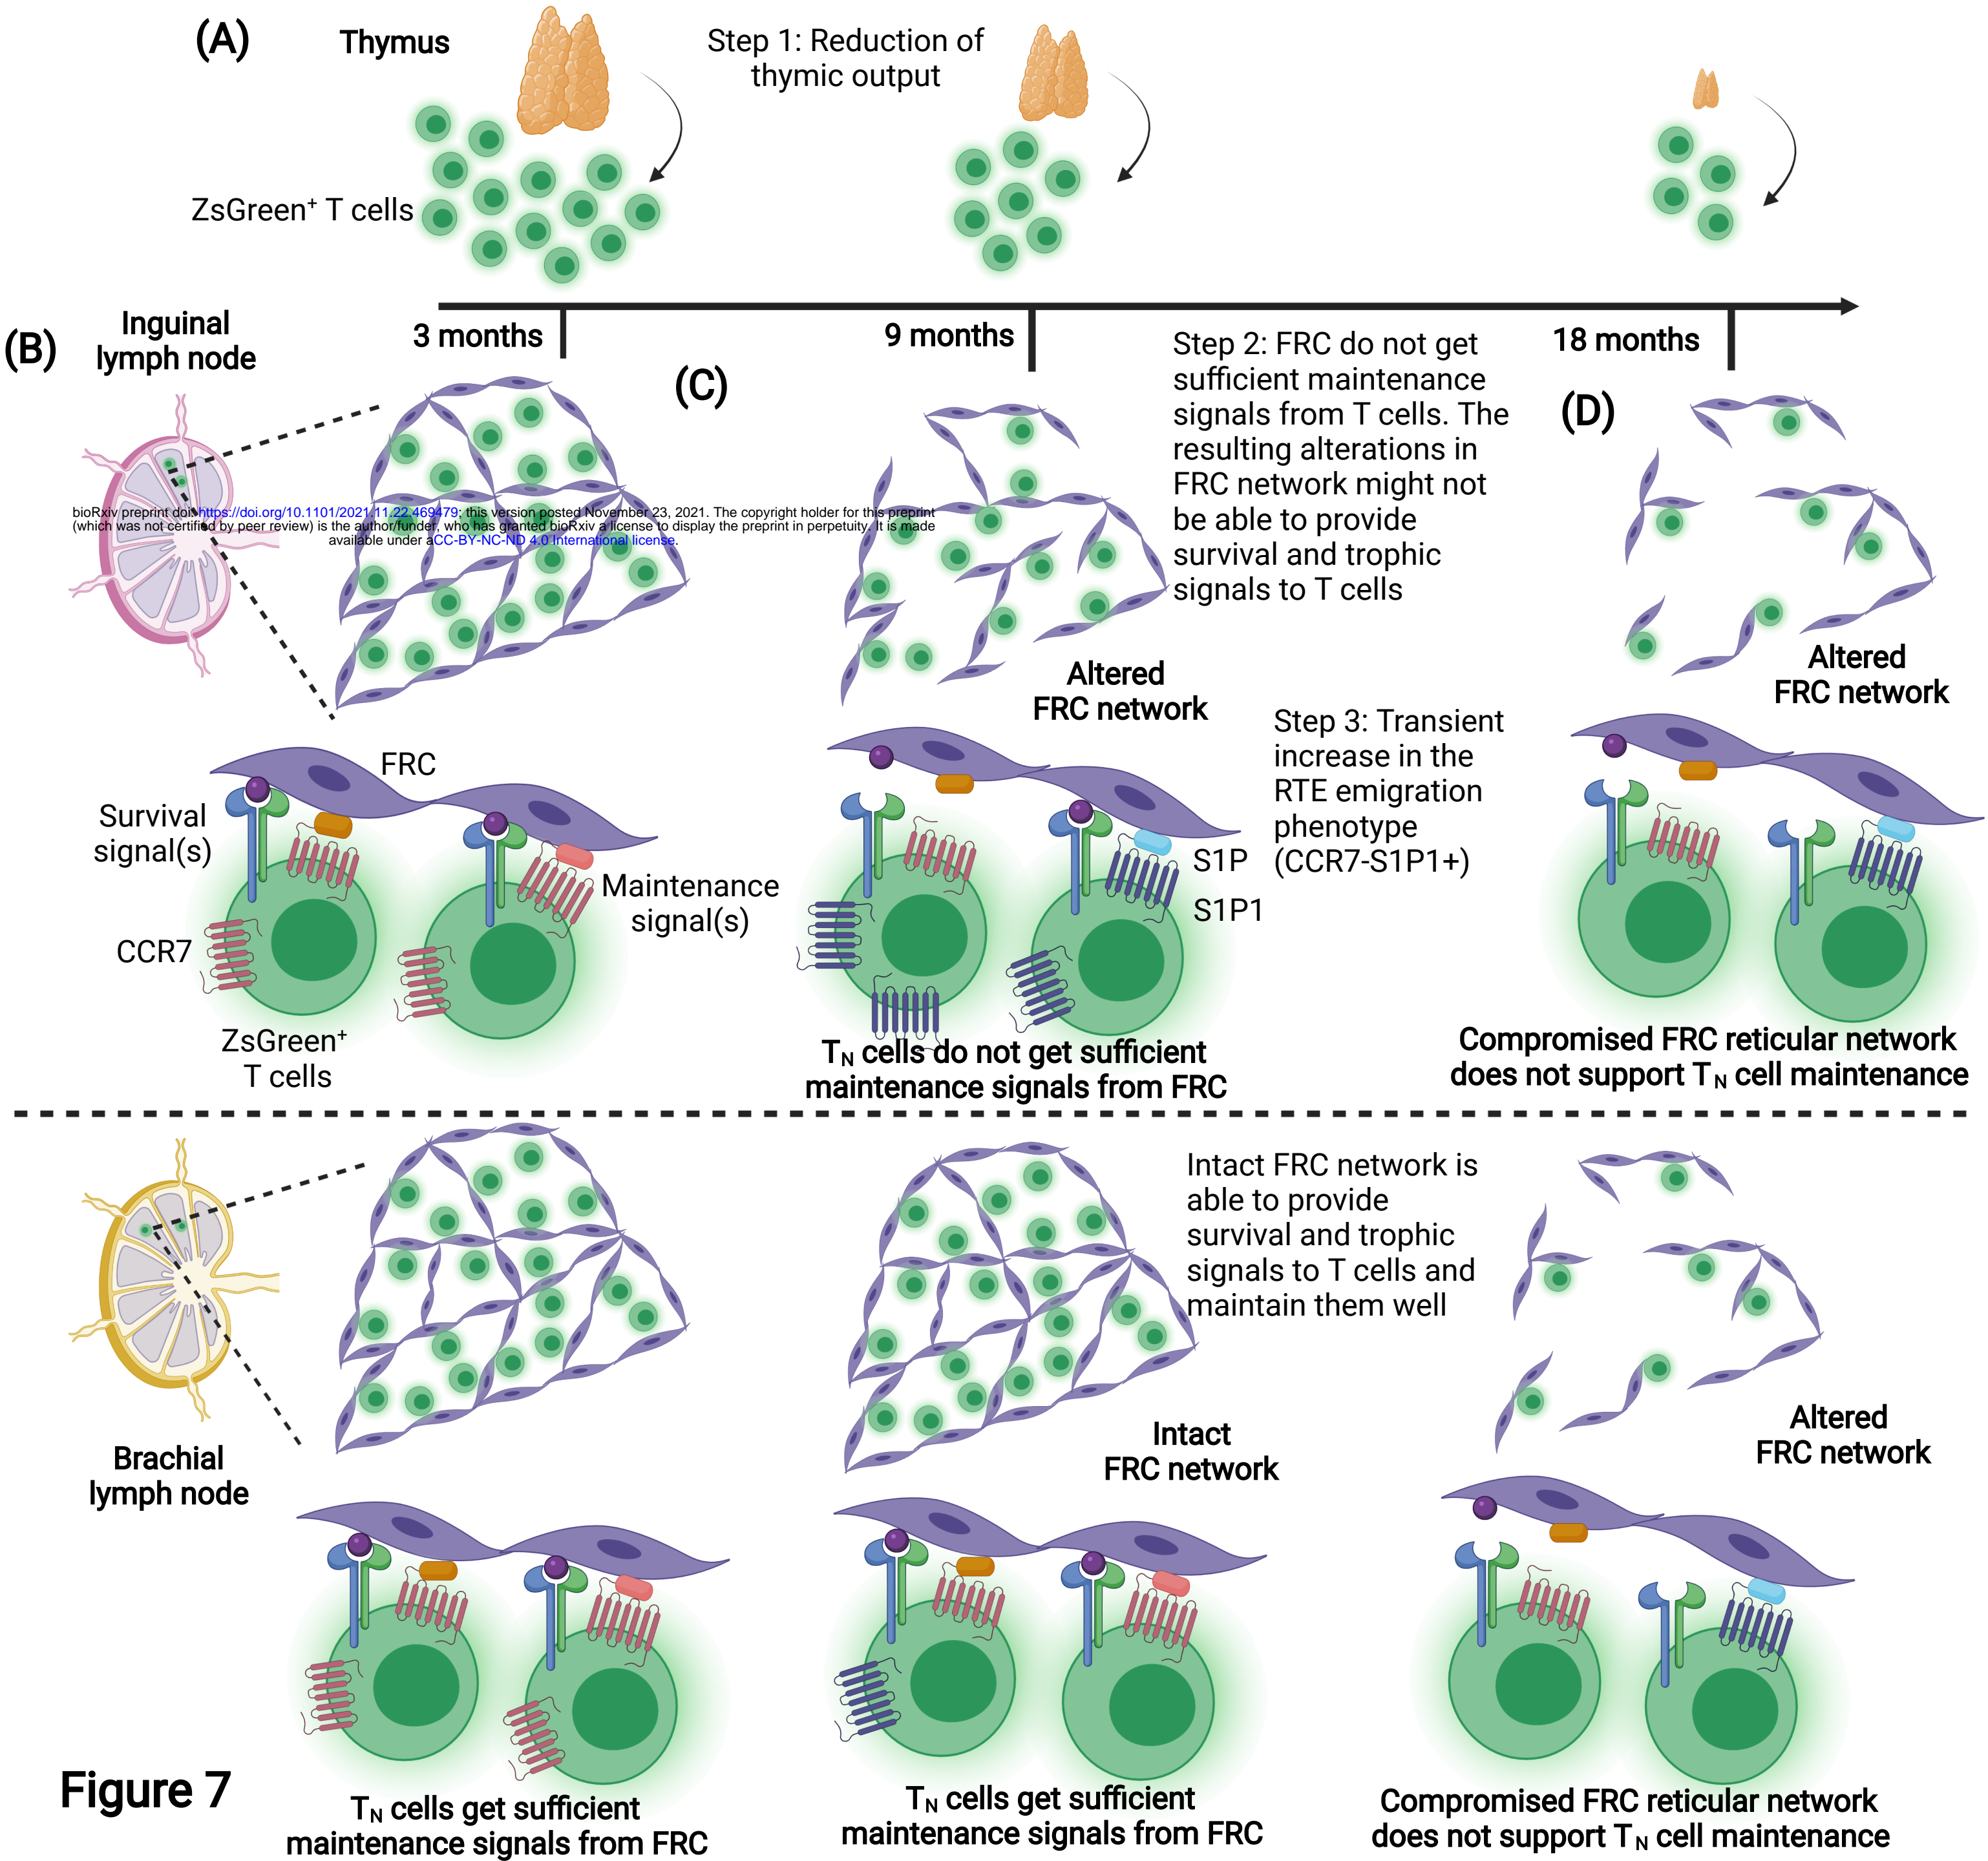 (A)
Thymus
Step 1: Reduction of
thymic output
ZsGreen⁺ T cells
(B)
Inguinal
lymph node
3 months
9 months
18 months
(C)
Step 2: FRC do not get
sufficient maintenance
signals from T cells. The
resulting alterations in
FRC network might not
be able to provide
survival and trophic
signals to T cells
(D)
bioRxiv preprint doi: https://doi.org/10.1101/2021.11.22.469479; this version posted November 23, 2021. The copyright holder for this preprint
(which was not certified by peer review) is the author/funder, who has granted bioRxiv a license to display the preprint in perpetuity. It is made
available under aCC-BY-NC-ND 4.0 International license.
Altered
FRC network
Altered
FRC network
Step 3: Transient
increase in the
RTE emigration
phenotype
(CCR7-S1P1+)
FRC
Survival
signal(s)
Maintenance
signal(s)
CCR7
ZsGreen⁺
T cells
S1P
S1P1
T_N cells do not get sufficient
maintenance signals from FRC
Compromised FRC reticular network
does not support T_N cell maintenance
Brachial
lymph node
Intact FRC network is
able to provide
survival and trophic
signals to T cells and
maintain them well
Intact
FRC network
Altered
FRC network
Figure 7
T_N cells get sufficient
maintenance signals from FRC
T_N cells get sufficient
maintenance signals from FRC
Compromised FRC reticular network
does not support T_N cell maintenance